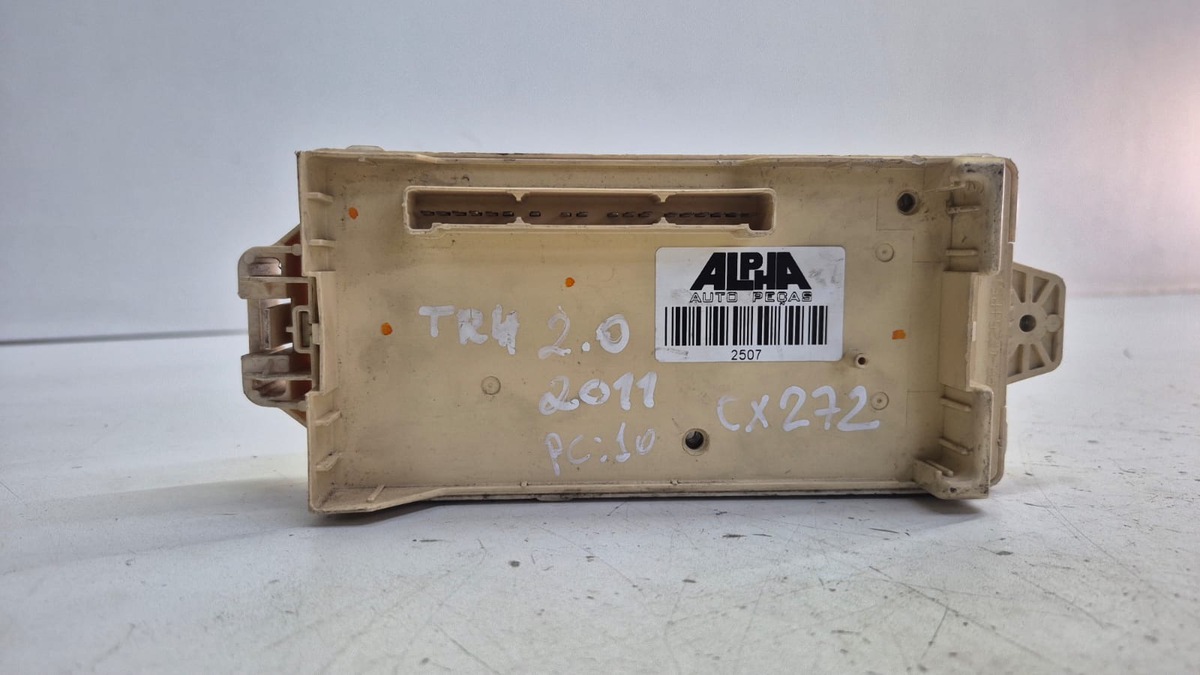 ALPHA
AUTO PEÇAS
2507
TR4 2.0
2011
CX272
PC:10